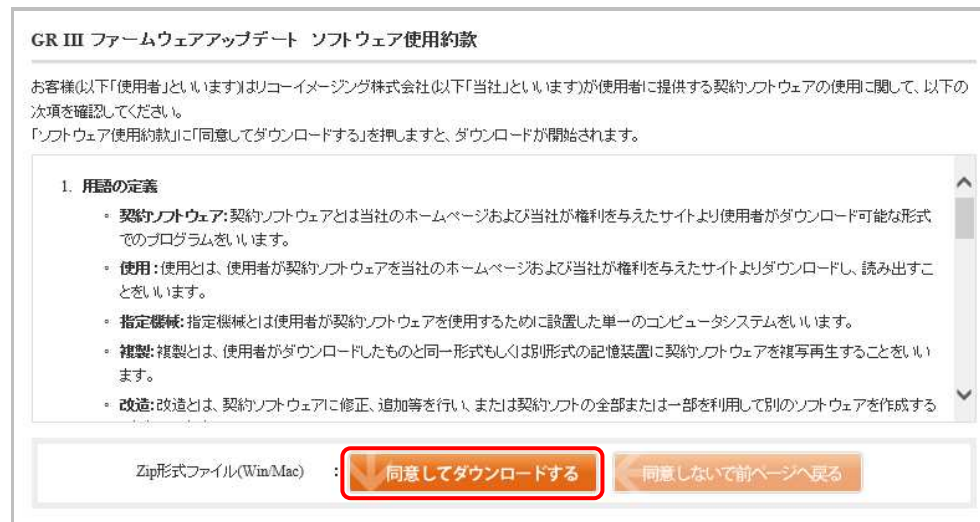 GR III ファームウェアアップデート ソフトウェア使用約款
お客様(以下「使用者」といいます)はリコーイメージング株式会社(以下「当社」といいます)が使用者に提供する契約ソフトウェアの使用に関して、以下の
次項を確認してください。
「ソフトウェア使用約款」に「同意してダウンロードする」を押しますと、ダウンロードが開始されます。
1. 用語の定義
◦ 契約ソフトウェア:契約ソフトウェアとは当社のホームページおよび当社が権利を与えたサイトより使用者がダウンロード可能な形式
でのプログラムをいいます。
◦ 使用:使用とは、使用者が契約ソフトウェアを当社のホームページおよび当社が権利を与えたサイトよりダウンロードし、読み出すこ
とをいいます。
◦ 指定機械:指定機械とは使用者が契約ソフトウェアを使用するために設置した単一のコンピュータシステムをいいます。
◦ 複製:複製とは、使用者がダウンロードしたものと同一形式もしくは別形式の記憶装置に契約ソフトウェアを複写再生することをいい
ます。
◦ 改造:改造とは、契約ソフトウェアに修正、追加等を行い、または契約ソフトの全部または一部を利用して別のソフトウェアを作成する
Zip形式ファイル(Win/Mac) : 同意してダウンロードする 同意しないで前ページへ戻る